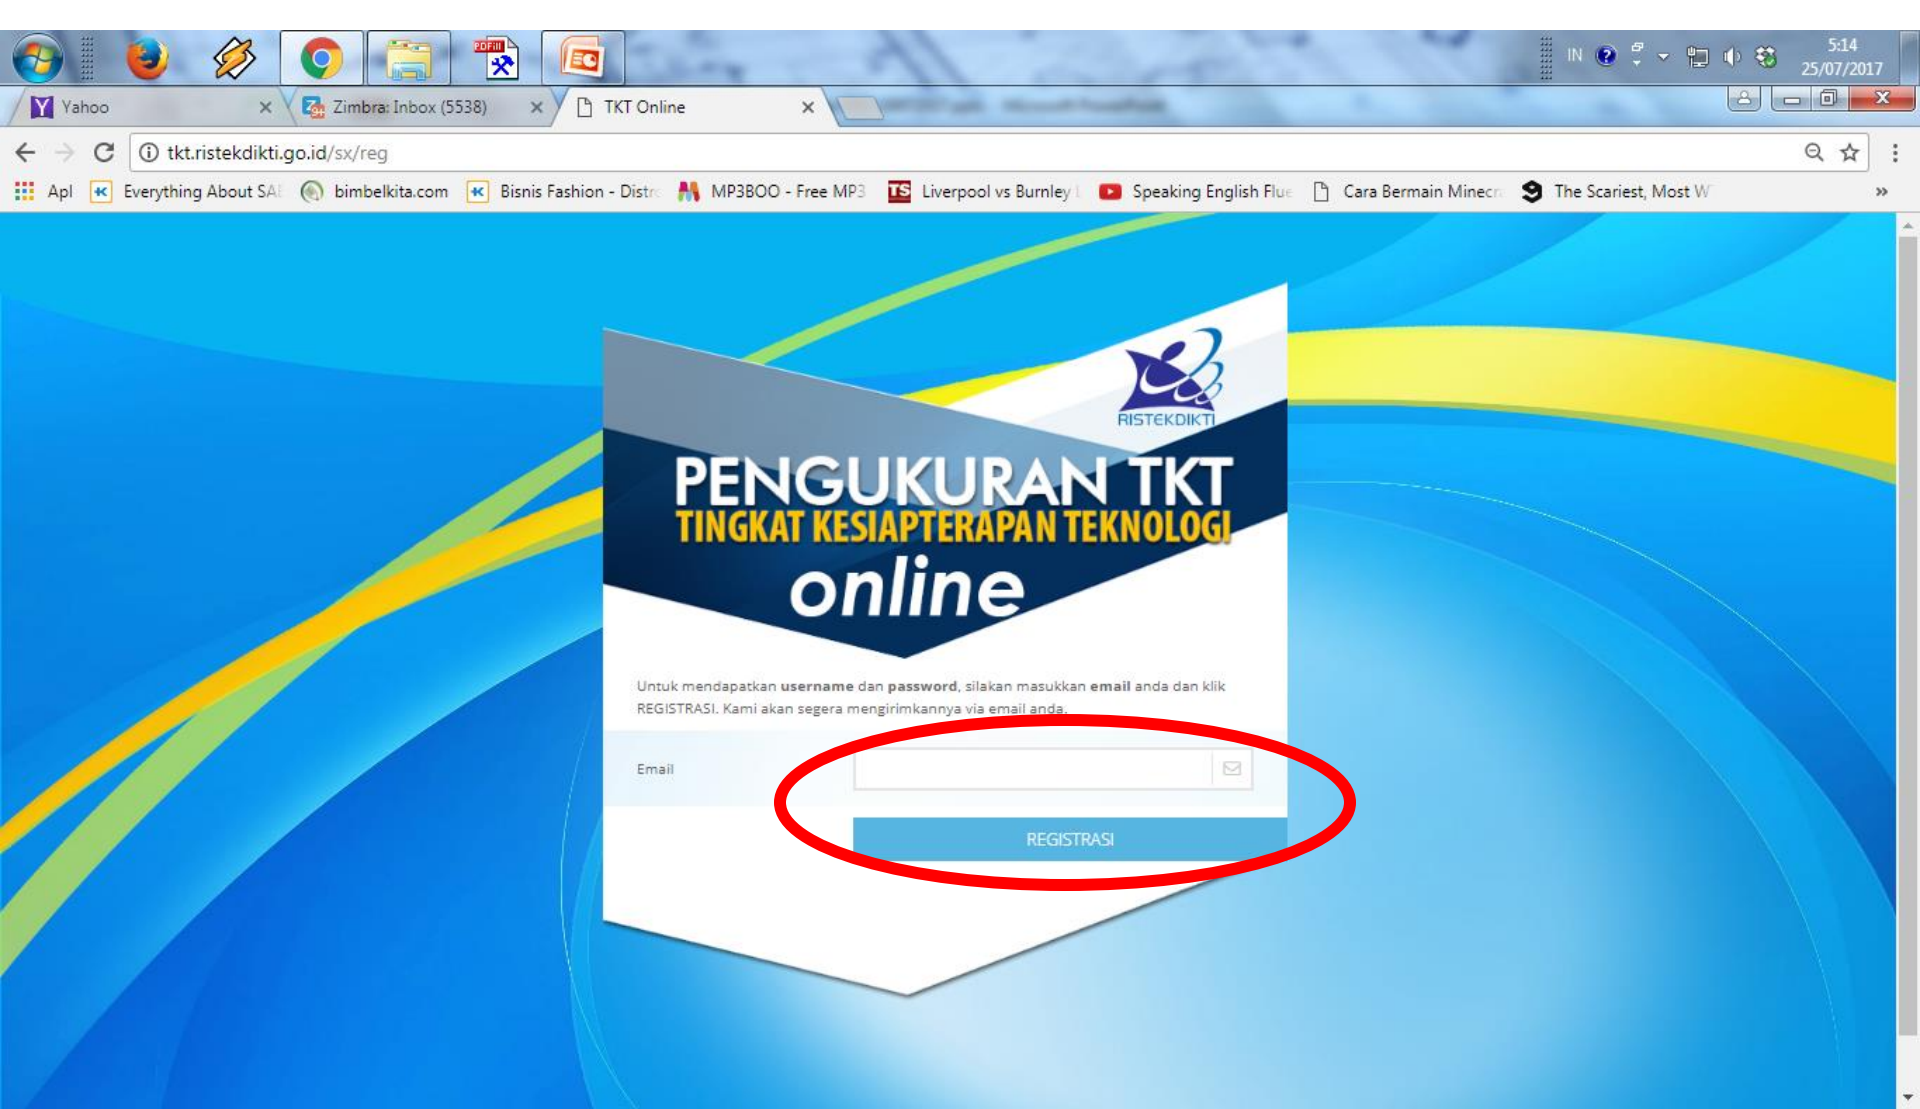 PDFill
IN
5:14
25/07/2017
Yahoo
Zimbra: Inbox (5538)
TKT Online
tkt.ristekdikti.go.id/sx/reg
Apl
Everything About SA
bimbelkita.com
Bisnis Fashion - Distr
MP3BOO - Free MP3
TS
Liverpool vs Burnley
Speaking English Flue
Cara Bermain Minecr
The Scariest, Most W
RISTEKDIKTI
PENGUKURAN TKT
TINGKAT KESIAPTERAPAN TEKNOLOGI
online
Untuk mendapatkan username dan password, silakan masukkan email anda dan klik
REGISTRASI. Kami akan segera mengirimkannya via email anda.
Email
REGISTRASI